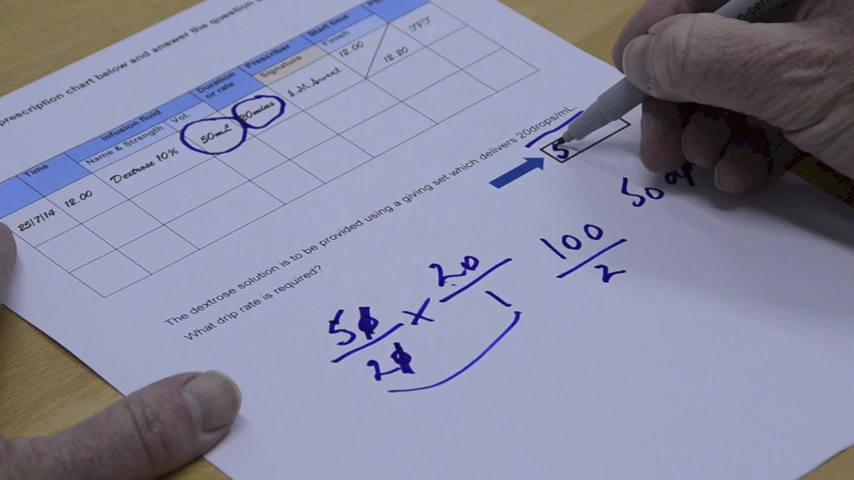 prescription chart below and answer the question
Time
Infusion fluid
Name & Strength Vol.
Duration
or rate
Prescriber
Signature
Start time
Finish
25/7/14 12.00 Dextrose 10% 50mL 20mins 12.00
12.20
The dextrose solution is to be provided using a giving set which delivers 20drops/mL.
What drip rate is required?
5
50 × 20 100
20 1 2